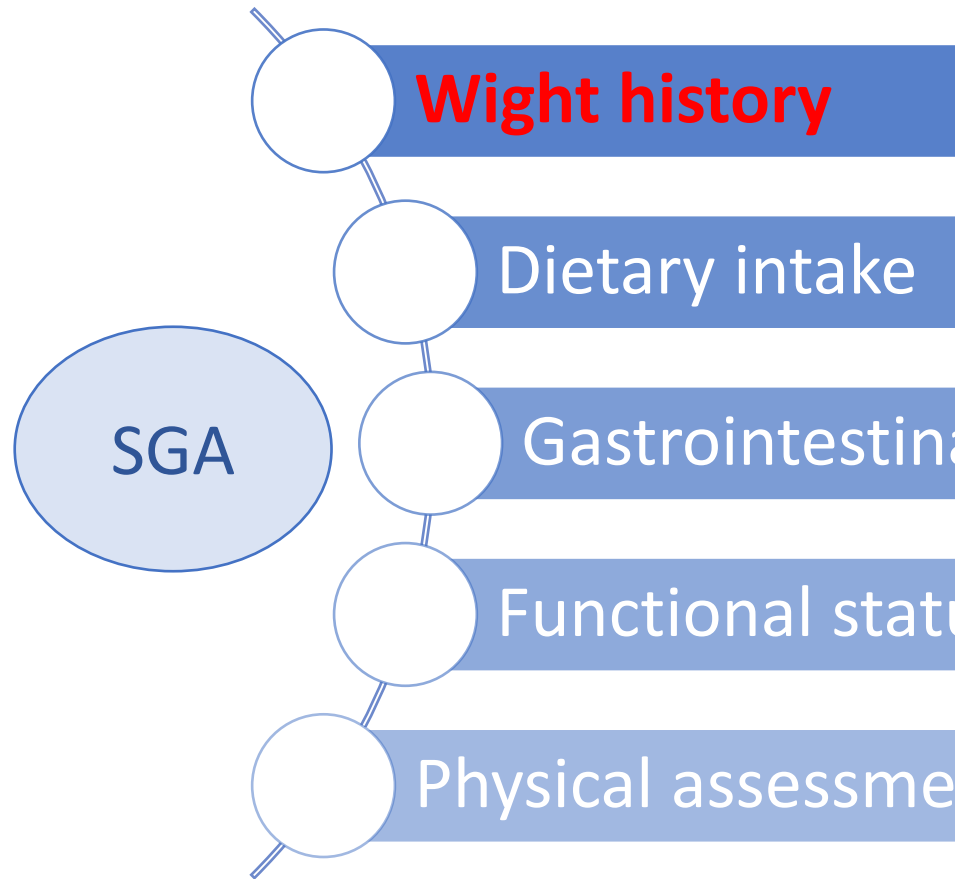 Wight history
Dietary intake
SGA
Gastrointestina
Functional statu
Physical assessme